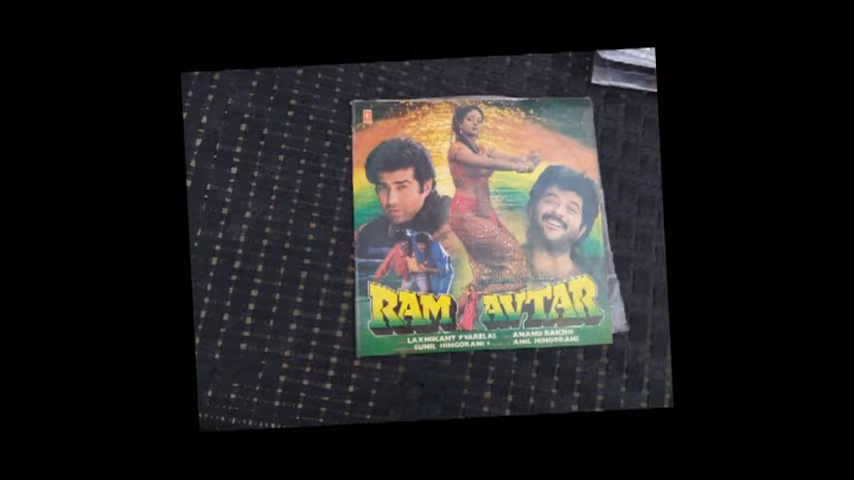 T
RAM AVTAR
LAXMIKANT PYARELAL ANAND BAKSHI
SUNIL HINGORANI ANIL HINGORANI